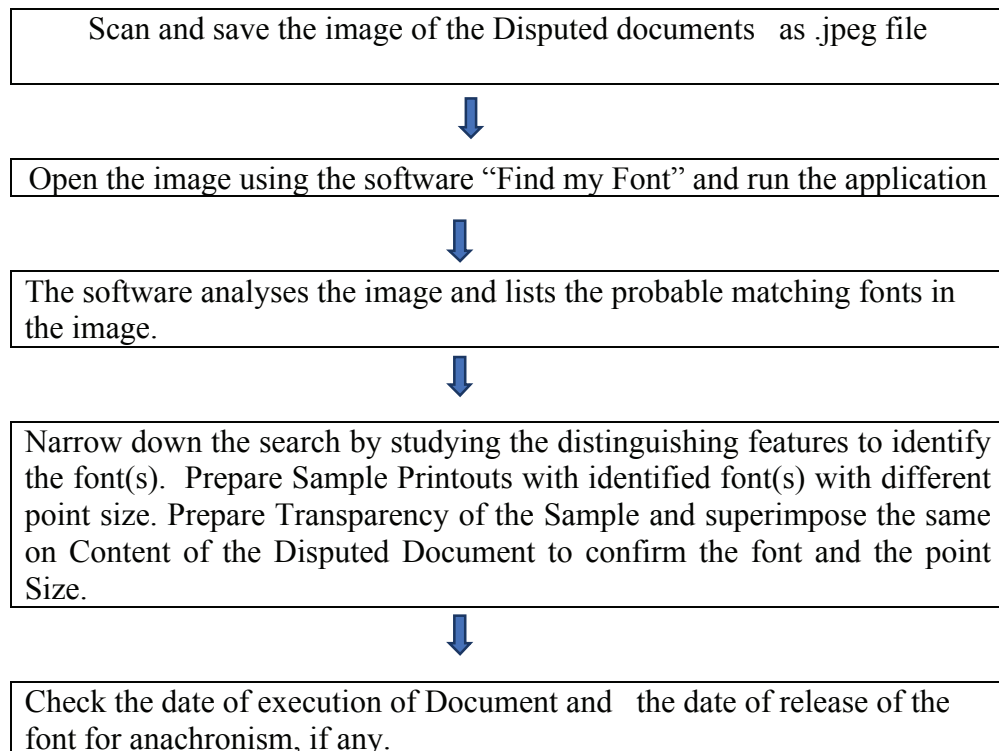 Scan and save the image of the Disputed documents as .jpeg file
Open the image using the software “Find my Font” and run the application
The software analyses the image and lists the probable matching fonts in
the image.
Narrow down the search by studying the distinguishing features to identify
the font(s). Prepare Sample Printouts with identified font(s) with different
point size. Prepare Transparency of the Sample and superimpose the same
on Content of the Disputed Document to confirm the font and the point
Size.
Check the date of execution of Document and the date of release of the
font for anachronism, if any.